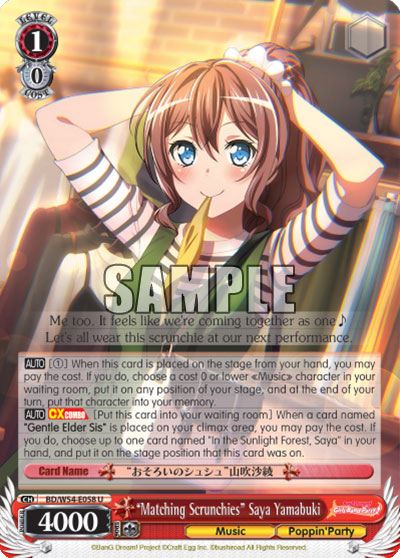 LEVEL
1
0
COST
SAMPLE
Me too. It feels like we're coming together as one♪
Let's all wear this scrunchie at our next performance.
AUTO [①] When this card is placed on the stage from your hand, you may
pay the cost. If you do, choose a cost 0 or lower «Music» character in your
waiting room, put it on any position of your stage, and at the end of your
turn, put that character into your memory.
AUTO CXCOMBO [Put this card into your waiting room] When a card named
"Gentle Elder Sis" is placed on your climax area, you may pay the cost. If
you do, choose up to one card named "In the Sunlight Forest, Saya" in your
hand, and put it on the stage position that this card was on.
Card Name "おそろいのシュシュ"山吹沙綾
CH BD/W54-E058 U
"Matching Scrunchies" Saya Yamabuki
POWER 4000 SOUL
Music Poppin'Party
©BanG Dream! Project ©Craft Egg Inc. ©bushiroad All Rights Reserved.